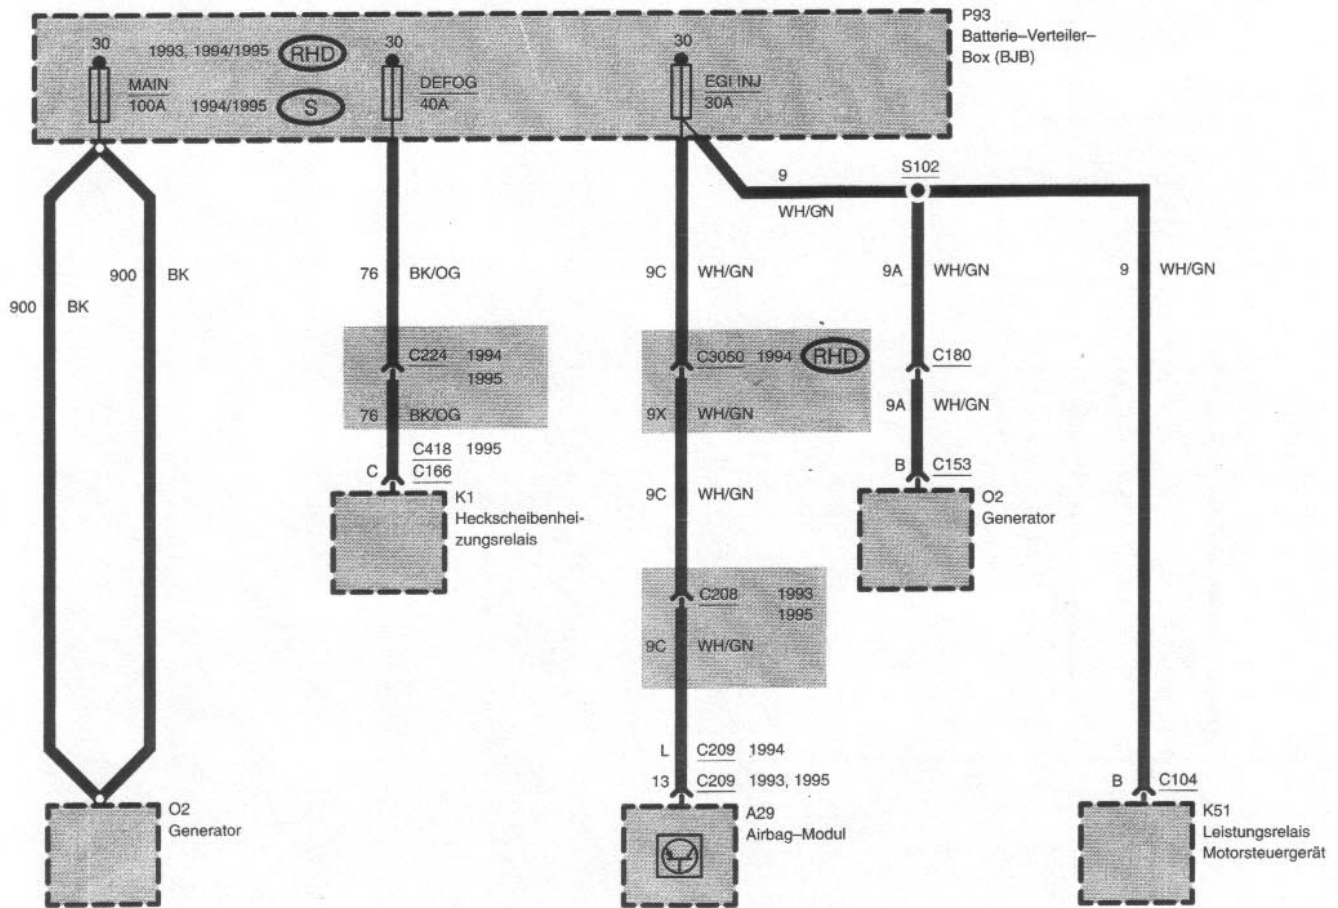 P93
Batterie–Verteiler–
Box (BJB)
30
1993, 1994/1995
RHD
30
30
MAIN
100A
1994/1995
S
DEFOG
40A
EGI INJ
30A
9
S102
WH/GN
900
BK
900
BK
76
BK/OG
9C
WH/GN
9A
WH/GN
9
WH/GN
C224
1994
1995
C3050
1994
RHD
C180
76
BK/OG
9X
WH/GN
9A
WH/GN
C418
1995
C
C166
B
C153
K1
Heckscheibenhei-
zungsrelais
9C
WH/GN
O2
Generator
C208
1993
1995
9C
WH/GN
L
C209
1994
13
C209
1993, 1995
B
C104
O2
Generator
A29
Airbag–Modul
K51
Leistungsrelais
Motorsteuergerät